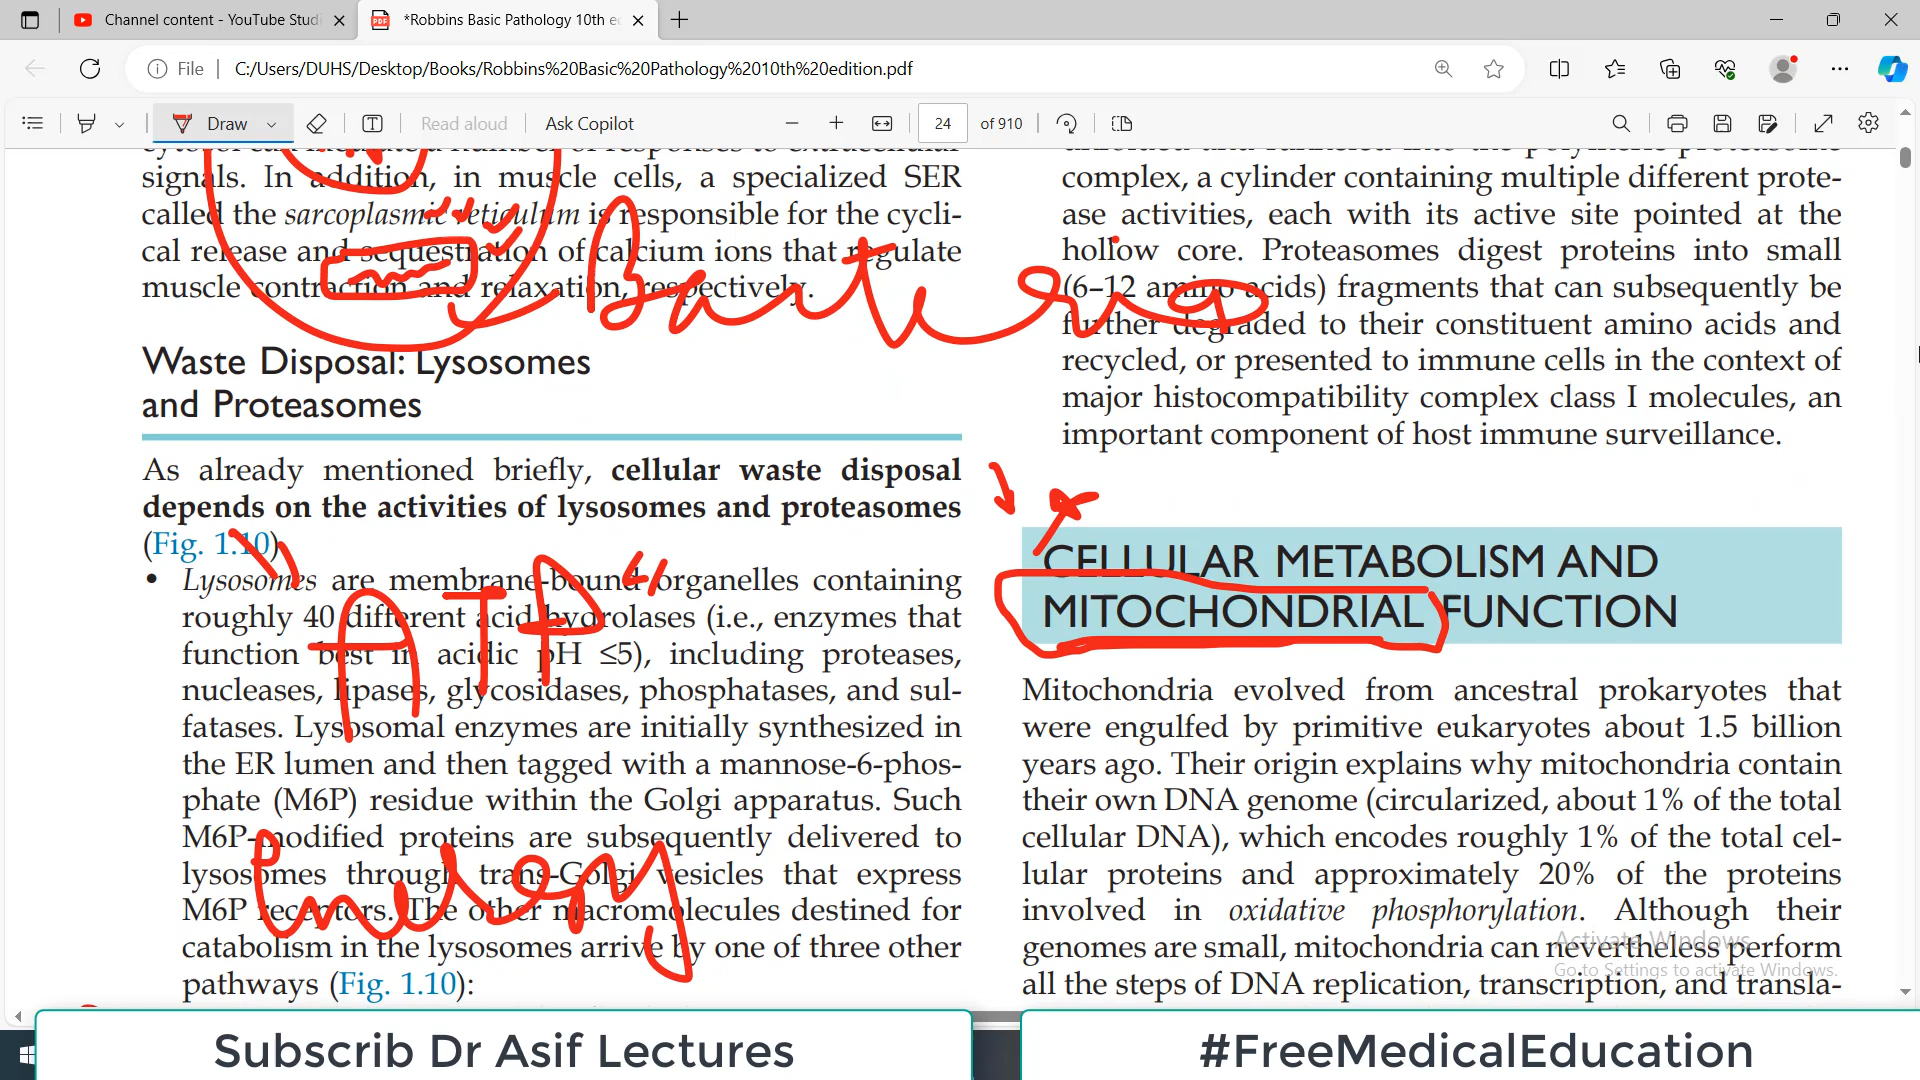 Channel content - YouTube Studi
*Robbins Basic Pathology 10th e
File
C:/Users/DUHS/Desktop/Books/Robbins%20Basic%20Pathology%2010th%20edition.pdf
Draw
Read aloud
Ask Copilot
24
of 910
signals. In addition, in muscle cells, a specialized SER
called the sarcoplasmic reticulum is responsible for the cycli-
cal release and sequestration of calcium ions that regulate
muscle contraction and relaxation, respectively.
Bacteria
Waste Disposal: Lysosomes
and Proteasomes
As already mentioned briefly, cellular waste disposal
depends on the activities of lysosomes and proteasomes
(Fig. 1.10)
• Lysosomes are membrane-bound organelles containing
roughly 40 different acid hydrolases (i.e., enzymes that
function best in acidic pH ≤5), including proteases,
nucleases, lipases, glycosidases, phosphatases, and sul-
fatases. Lysosomal enzymes are initially synthesized in
the ER lumen and then tagged with a mannose-6-phos-
phate (M6P) residue within the Golgi apparatus. Such
M6P-modified proteins are subsequently delivered to
lysosomes through trans-Golgi vesicles that express
M6P receptors. The other macromolecules destined for
catabolism in the lysosomes arrive by one of three other
pathways (Fig. 1.10):
"ATP"
Energy
complex, a cylinder containing multiple different prote-
ase activities, each with its active site pointed at the
hollow core. Proteasomes digest proteins into small
(6–12 amino acids) fragments that can subsequently be
further degraded to their constituent amino acids and
recycled, or presented to immune cells in the context of
major histocompatibility complex class I molecules, an
important component of host immune surveillance.
CELLULAR METABOLISM AND
MITOCHONDRIAL FUNCTION
Mitochondria evolved from ancestral prokaryotes that
were engulfed by primitive eukaryotes about 1.5 billion
years ago. Their origin explains why mitochondria contain
their own DNA genome (circularized, about 1% of the total
cellular DNA), which encodes roughly 1% of the total cel-
lular proteins and approximately 20% of the proteins
involved in oxidative phosphorylation. Although their
genomes are small, mitochondria can nevertheless perform
all the steps of DNA replication, transcription, and transla-
Activate Windows
Go to Settings to activate Windows.
Subscrib Dr Asif Lectures
#FreeMedicalEducation